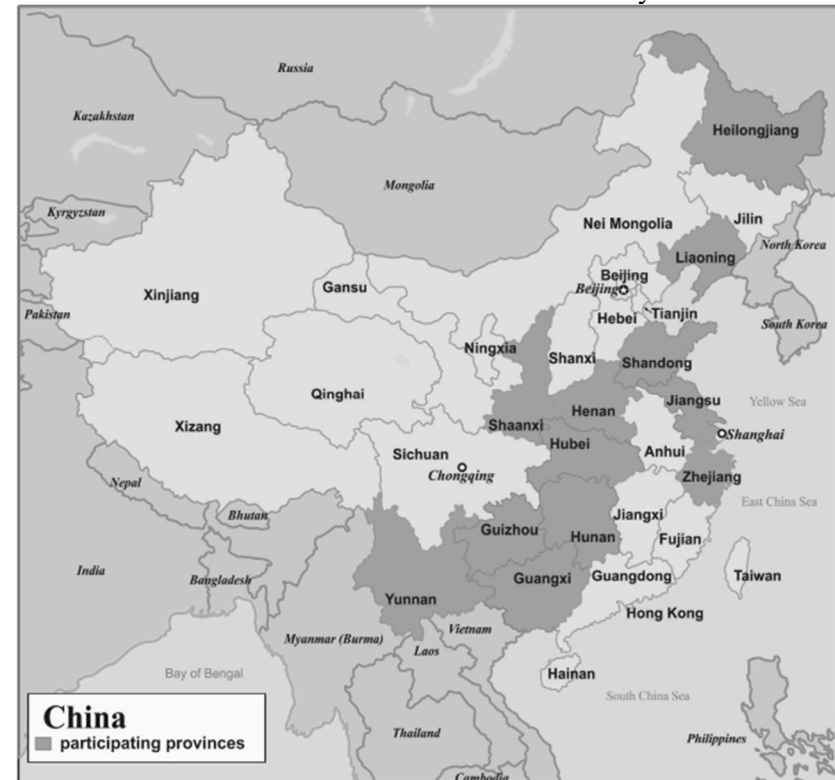 Russia
Kazakhstan
Heilongjiang
Mongolia
Kyrgyzstan
Nei Mongolia
Jilin
North Korea
Liaoning
Beijing
Beijing
Gansu
Xinjiang
Pakistan
Hebei
Tianjin
South Korea
Ningxia
Shanxi
Shandong
Qinghai
Jiangsu
Yellow Sea
Henan
Xizang
Shaanxi
Shanghai
Hubei
Sichuan
Anhui
Chongqing
Zhejiang
Nepal
East China Sea
Bhutan
Jiangxi
Guizhou
Hunan
Fujian
India
Bangladesh
Guangxi
Guangdong
Taiwan
Yunnan
Hong Kong
Vietnam
Myanmar (Burma)
Laos
Bay of Bengal
Hainan
South China Sea
China
participating provinces
Thailand
Philippines
Cambodia